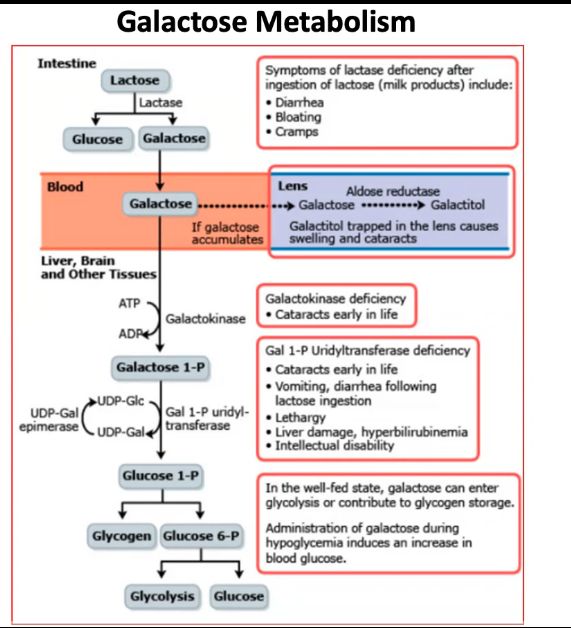 Galactose Metabolism
Intestine
Lactose
Lactase
Glucose
Galactose
Symptoms of lactase deficiency after
ingestion of lactose (milk products) include:
• Diarrhea
• Bloating
• Cramps
Blood
Galactose
If galactose
accumulates
Lens
Aldose reductase
Galactose
Galactitol
Galactitol trapped in the lens causes
swelling and cataracts
Liver, Brain
and Other Tissues
ATP
ADP
Galactokinase
Galactokinase deficiency
• Cataracts early in life
Galactose 1-P
UDP-Gal
epimerase
UDP-Glc
UDP-Gal
Gal 1-P uridyl-
transferase
Gal 1-P Uridyltransferase deficiency
• Cataracts early in life
• Vomiting, diarrhea following
lactose ingestion
• Lethargy
• Liver damage, hyperbilirubinemia
• Intellectual disability
Glucose 1-P
Glycogen
Glucose 6-P
Glycolysis
Glucose
In the well-fed state, galactose can enter
glycolysis or contribute to glycogen storage.
Administration of galactose during
hypoglycemia induces an increase in
blood glucose.